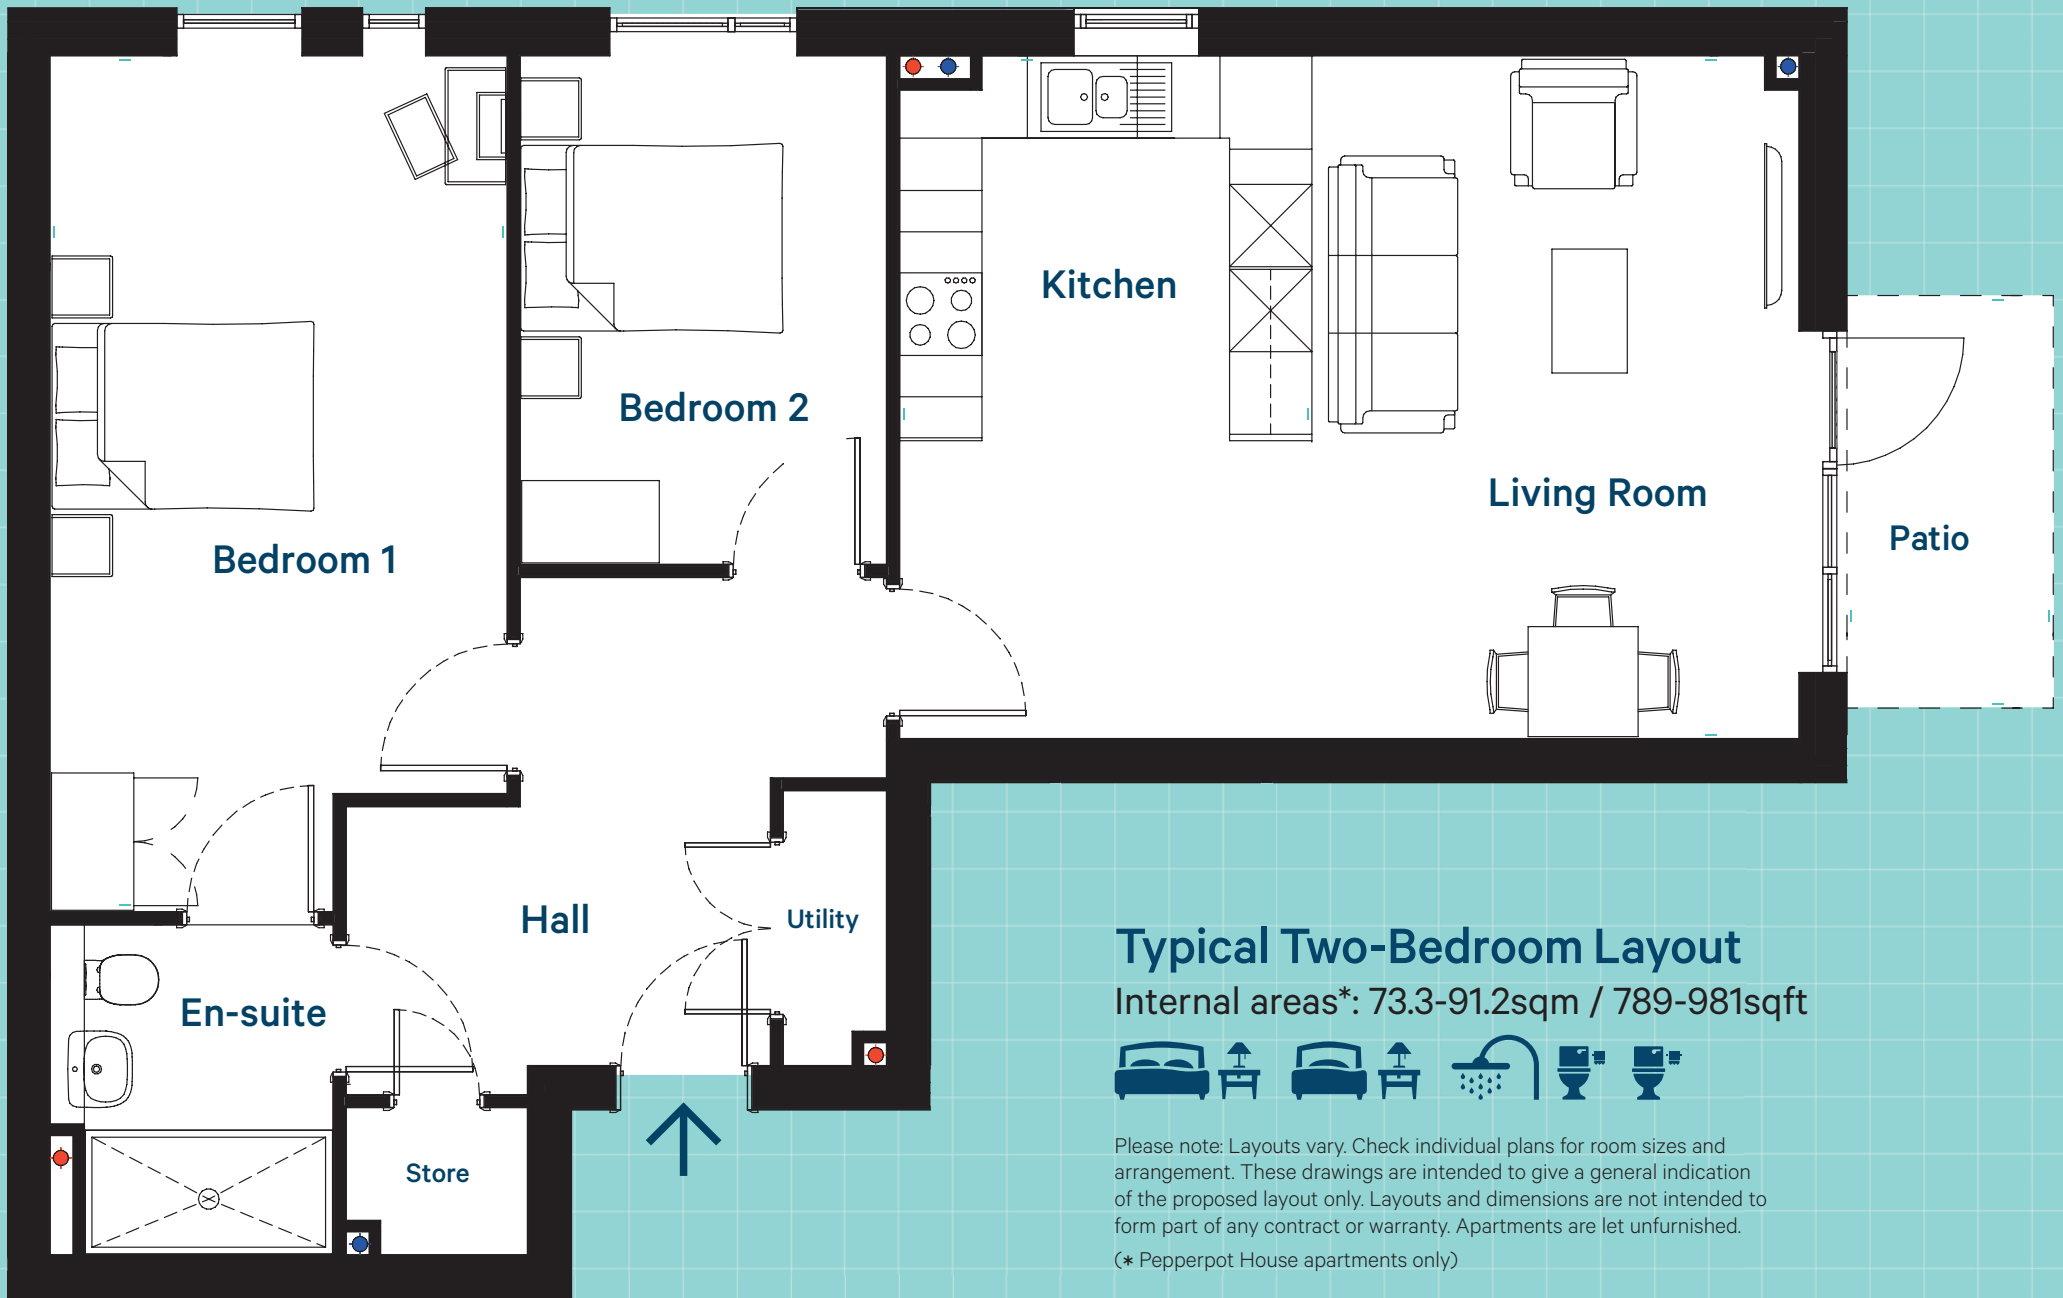 Kitchen
Bedroom 2
Living Room
Patio
Bedroom 1
Hall
Utility
En-suite
Store
Typical Two-Bedroom Layout
Internal areas*: 73.3-91.2sqm / 789-981sqft
Please note: Layouts vary. Check individual plans for room sizes and
arrangement. These drawings are intended to give a general indication
of the proposed layout only. Layouts and dimensions are not intended to
form part of any contract or warranty. Apartments are let unfurnished.
(* Pepperpot House apartments only)